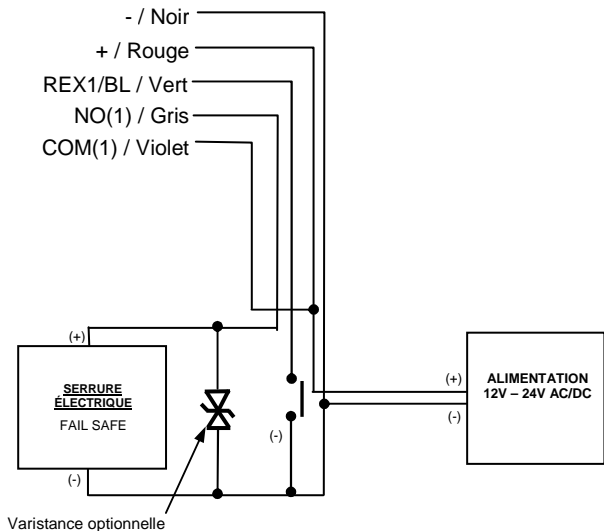 - / Noir
+ / Rouge
REX1/BL / Vert
NO(1) / Gris
COM(1) / Violet
(+)
SERRURE
ÉLECTRIQUE
FAIL SAFE
(-)
(-)
(+)
(-)
ALIMENTATION
12V – 24V AC/DC
Varistance optionnelle